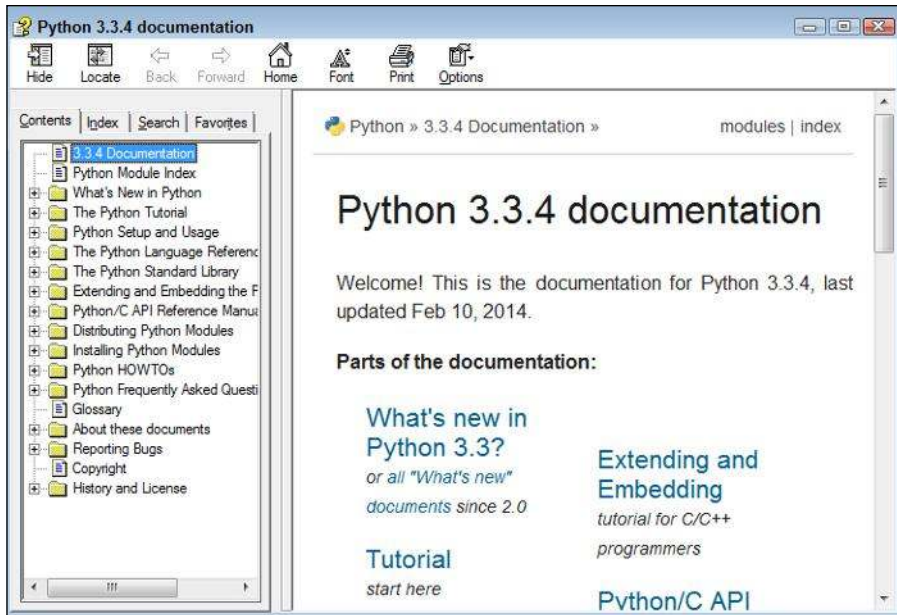 Python 3.3.4 documentation
Hide Locate Back Forward Home Font Print Options
Contents Index Search Favorites
3.3.4 Documentation
Python Module Index
What's New in Python
The Python Tutorial
Python Setup and Usage
The Python Language Referenc
The Python Standard Library
Extending and Embedding the F
Python/C API Reference Manua
Distributing Python Modules
Installing Python Modules
Python HOWTOs
Python Frequently Asked Questi
Glossary
About these documents
Reporting Bugs
Copyright
History and License
Python » 3.3.4 Documentation » modules | index
Python 3.3.4 documentation
Welcome! This is the documentation for Python 3.3.4, last
updated Feb 10, 2014.
Parts of the documentation:
What's new in
Python 3.3?
or all "What's new"
documents since 2.0
Tutorial
start here
Extending and
Embedding
tutorial for C/C++
programmers
Python/C API